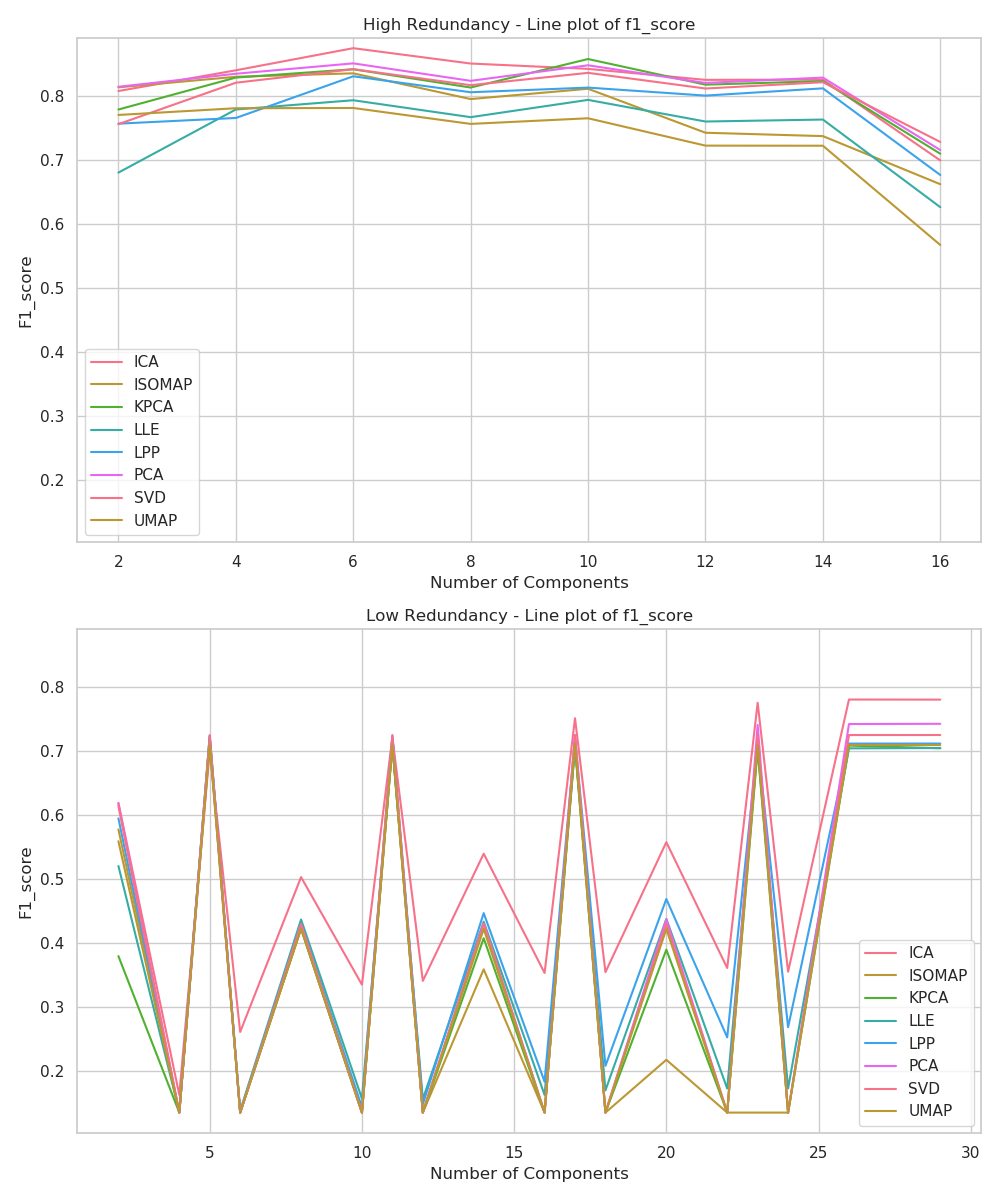 High Redundancy - Line plot of f1_score
0.8
0.7
0.6
0.5
0.4
0.3
0.2
F1_score
ICA
ISOMAP
KPCA
LLE
LPP
PCA
SVD
UMAP
2 4 6 8 10 12 14 16
Number of Components
Low Redundancy - Line plot of f1_score
0.8
0.7
0.6
0.5
0.4
0.3
0.2
F1_score
ICA
ISOMAP
KPCA
LLE
LPP
PCA
SVD
UMAP
5 10 15 20 25 30
Number of Components